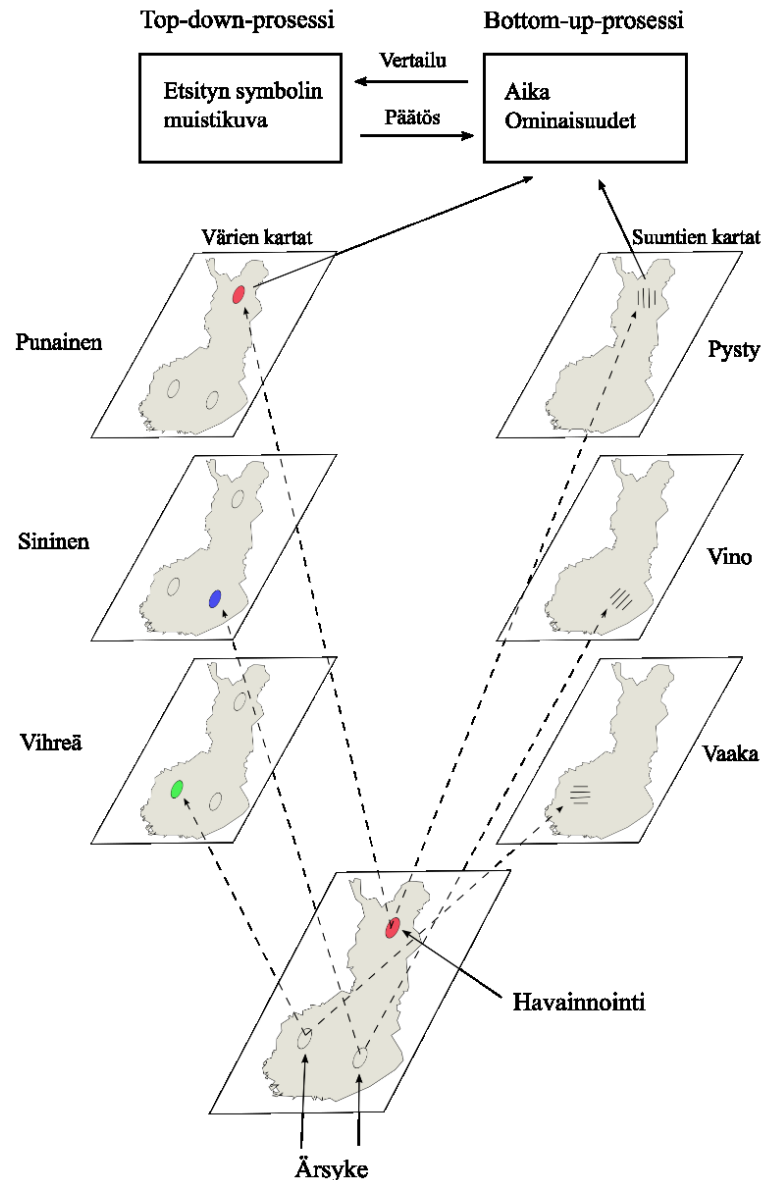 Top-down-prosessi
Bottom-up-prosessi
Etsityn symbolin
muistikuva
Vertailu
Päätös
Aika
Ominaisuudet
Värien kartat
Suuntien kartat
Punainen
Pysty
Sininen
Vino
Vihreä
Vaaka
Havainnointi
Ärsyke